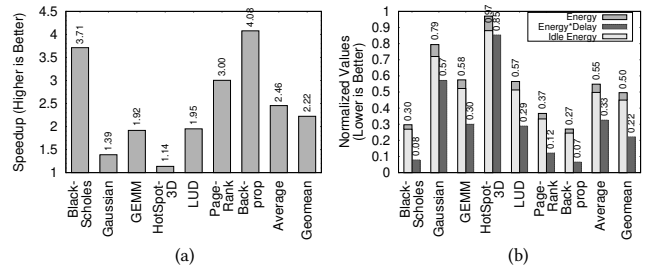 Speedup (Higher is Better)
4.5
4
3.5
3
2.5
2
1.5
1
3.71
1.39
1.92
1.14
1.95
3.00
4.08
2.46
2.22
Black-
Scholes
Gaussian
GEMM
HotSpot-
3D
LUD
Page-
Rank
Back-
prop
Average
Geomean
(a)
Normalized Values
(Lower is Better)
1
0.9
0.8
0.7
0.6
0.5
0.4
0.3
0.2
0.1
0
Energy
Energy*Delay
Idle Energy
0.30
0.08
0.79
0.57
0.58
0.30
0.97
0.85
0.57
0.29
0.37
0.12
0.27
0.07
0.55
0.33
0.50
0.22
Black-
Scholes
Gaussian
GEMM
HotSpot-
3D
LUD
Page-
Rank
Back-
prop
Average
Geomean
(b)